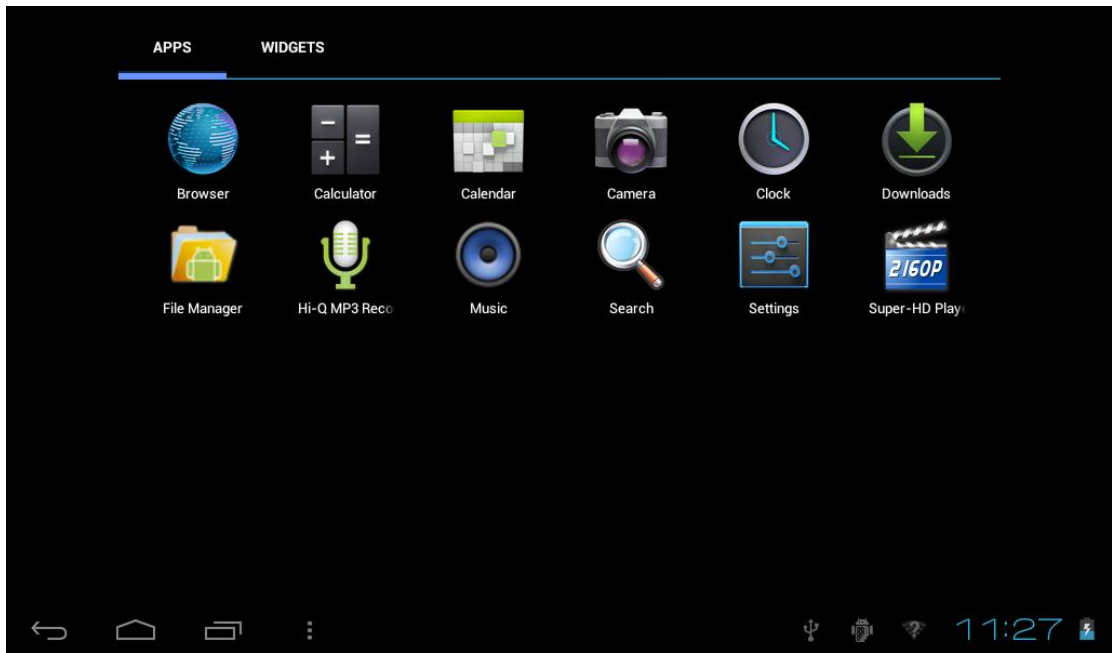 APPS WIDGETS
Browser Calculator Calendar Camera Clock Downloads
2160P
File Manager Hi-Q MP3 Reco Music Search Settings Super-HD Play
11:27